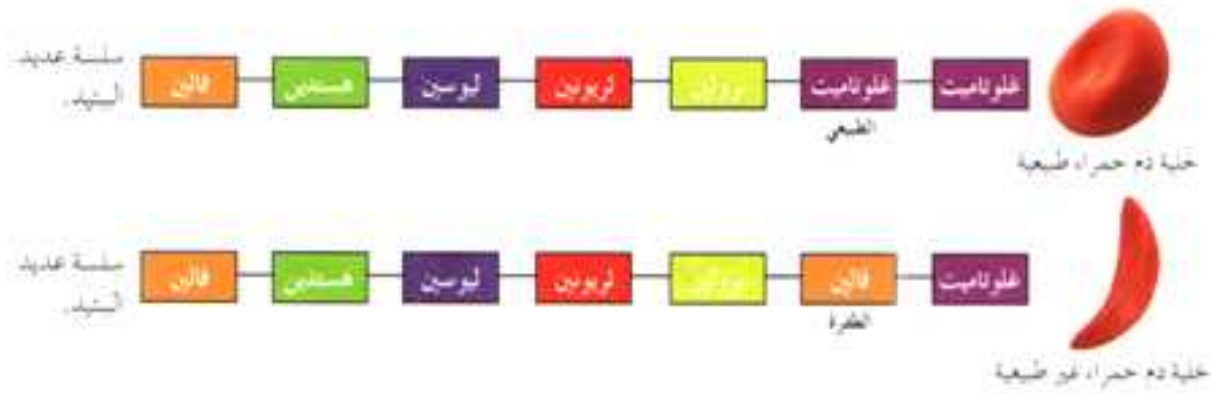 سلسلة عديد
الببتيد.
فالين
هستدين
ليوسين
ثريونين
برولين
غلوتاميت
غلوتاميت
الطبيعي
خلية دم حمراء طبيعية
سلسلة عديد
الببتيد.
فالين
هستدين
ليوسين
ثريونين
برولين
فالين
غلوتاميت
الطفرة
خلية دم حمراء غير طبيعية